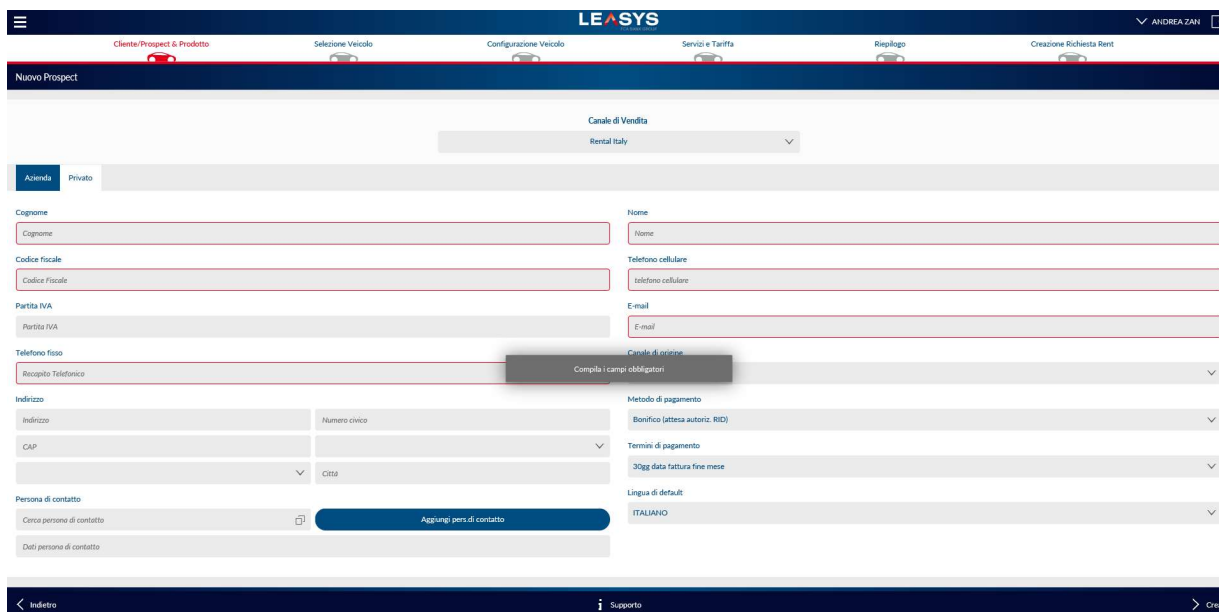 LEASYS
ANDREA ZAN
Cliente/Prospect & Prodotto
Selezione Veicolo
Configurazione Veicolo
Servizi e Tariffa
Riepilogo
Creazione Richiesta Rent
Nuovo Prospect
Canale di Vendita
Rental Italy
Azienda
Privato
Cognome
Cognome
Nome
Nome
Codice fiscale
Codice Fiscale
Telefono cellulare
telefono cellulare
Partita IVA
Partita IVA
E-mail
E-mail
Telefono fisso
Recapito Telefonico
Canale di origine
Compila i campi obbligatori
Indirizzo
Indirizzo
Numero civico
CAP
Città
Metodo di pagamento
Bonifico (attesa autoriz. RID)
Termini di pagamento
30gg data fattura fine mese
Persona di contatto
Cerca persona di contatto
Aggiungi pers.di contatto
Dati persona di contatto
Lingua di default
ITALIANO
Indietro
Supporto
Cre